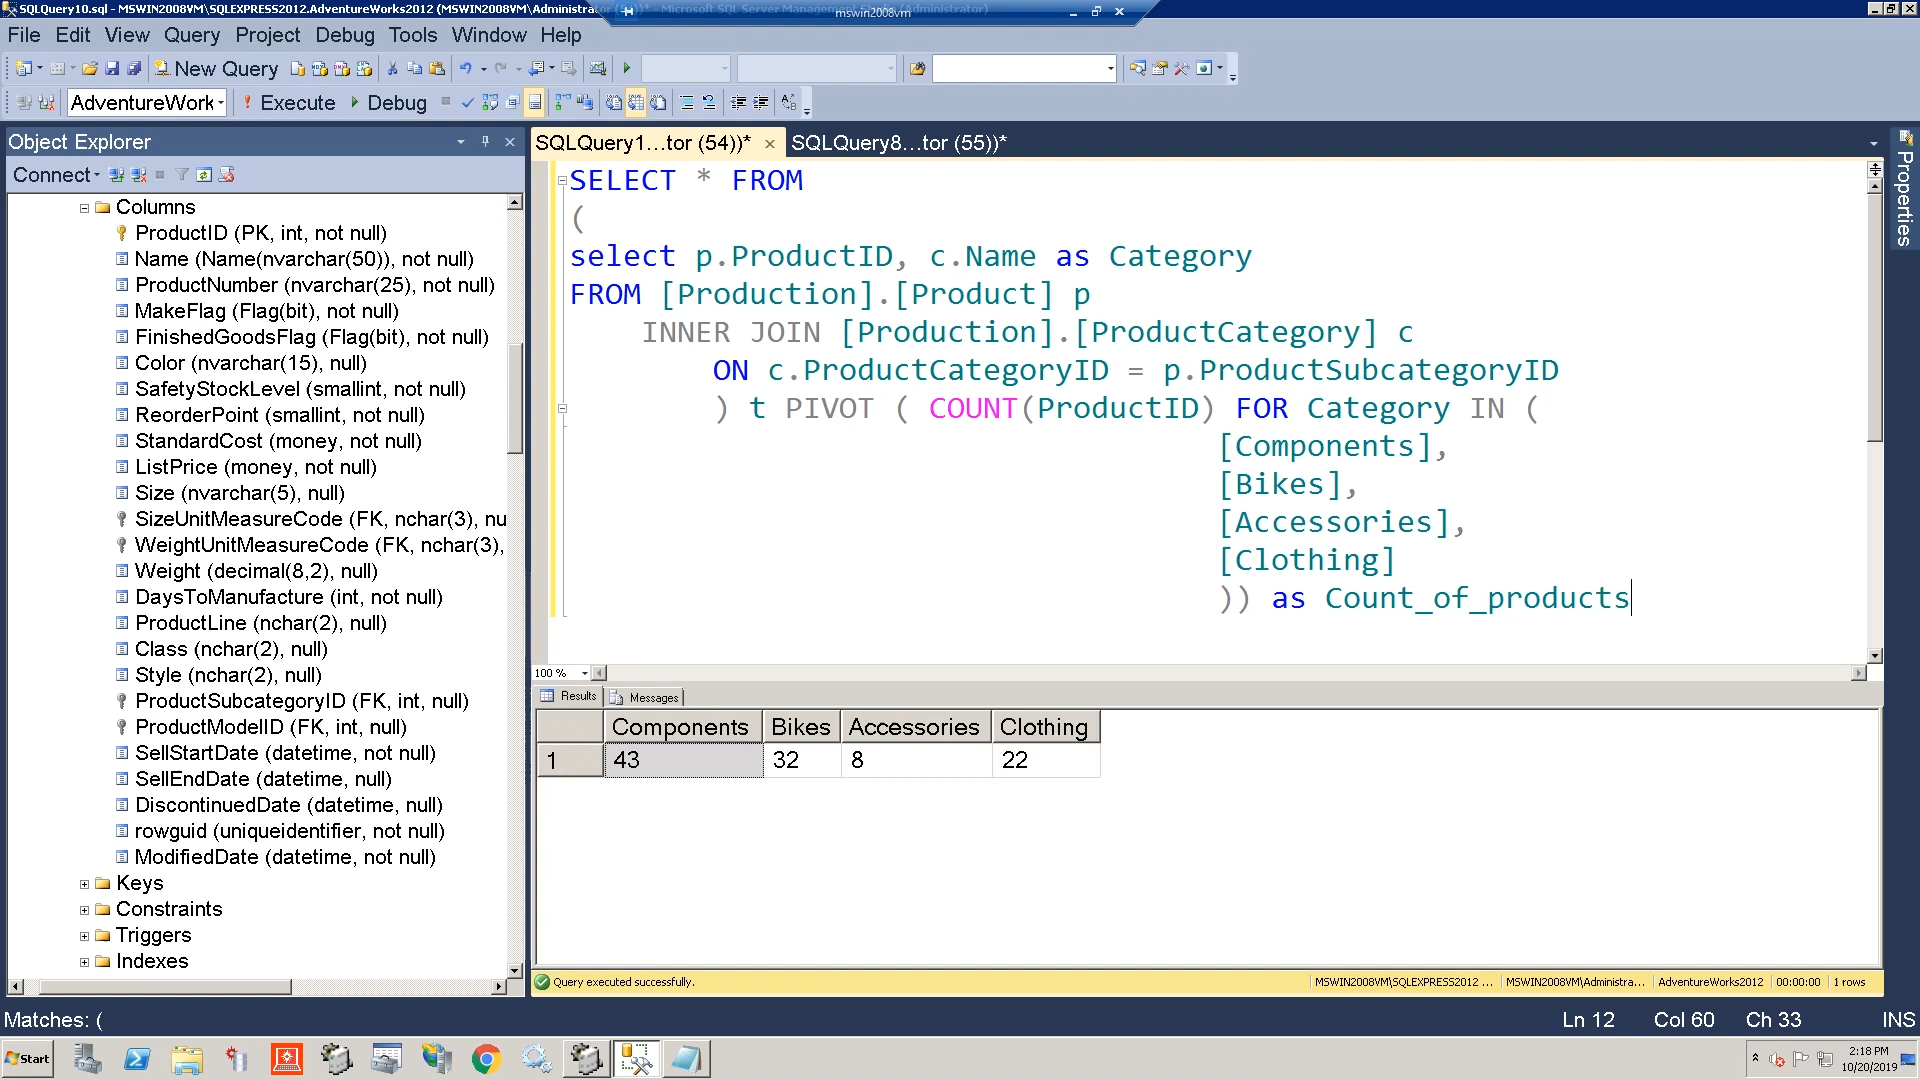 SQLQuery10.sql - MSWIN2008VM\SQLEXPRESS2012.AdventureWorks2012 (MSWIN2008VM\Administrator
mswin2008vm
File Edit View Query Project Debug Tools Window Help
New Query
AdventureWork Execute Debug
Object Explorer
Connect
Columns
ProductID (PK, int, not null)
Name (Name(nvarchar(50)), not null)
ProductNumber (nvarchar(25), not null)
MakeFlag (Flag(bit), not null)
FinishedGoodsFlag (Flag(bit), not null)
Color (nvarchar(15), null)
SafetyStockLevel (smallint, not null)
ReorderPoint (smallint, not null)
StandardCost (money, not null)
ListPrice (money, not null)
Size (nvarchar(5), null)
SizeUnitMeasureCode (FK, nchar(3), nu
WeightUnitMeasureCode (FK, nchar(3),
Weight (decimal(8,2), null)
DaysToManufacture (int, not null)
ProductLine (nchar(2), null)
Class (nchar(2), null)
Style (nchar(2), null)
ProductSubcategoryID (FK, int, null)
ProductModelID (FK, int, null)
SellStartDate (datetime, not null)
SellEndDate (datetime, null)
DiscontinuedDate (datetime, null)
rowguid (uniqueidentifier, not null)
ModifiedDate (datetime, not null)
Keys
Constraints
Triggers
Indexes
SQLQuery1...tor (54))* SQLQuery8...tor (55))*
SELECT * FROM
(
select p.ProductID, c.Name as Category
FROM [Production].[Product] p
INNER JOIN [Production].[ProductCategory] c
ON c.ProductCategoryID = p.ProductSubcategoryID
) t PIVOT ( COUNT(ProductID) FOR Category IN (
[Components],
[Bikes],
[Accessories],
[Clothing]
)) as Count_of_products
Properties
100 %
Results Messages
Components Bikes Accessories Clothing
1 43 32 8 22
Query executed successfully. MSWIN2008VM\SQLEXPRESS2012 ... MSWIN2008VM\Administra... AdventureWorks2012 00:00:00 1 rows
Matches: ( Ln 12 Col 60 Ch 33 INS
Start 2:18 PM
10/20/2019